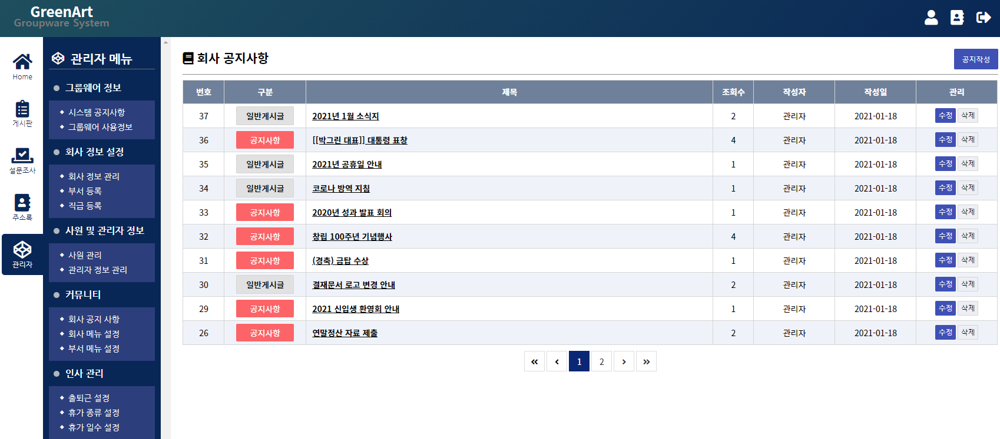 GreenArt
Groupware System
Home
게시판
설문조사
주소록
관리자
관리자 메뉴
그룹웨어 정보
시스템 공지사항
그룹웨어 사용정보
회사 정보 설정
회사 정보 관리
부서 등록
직급 등록
사원 및 관리자 정보
사원 관리
관리자 정보 관리
커뮤니티
회사 공지 사항
회사 메뉴 설정
부서 메뉴 설정
인사 관리
출퇴근 설정
휴가 종류 설정
휴가 일수 설정
회사 공지사항
공지작성
번호 구분 제목 조회수 작성자 작성일 관리
37 일반게시글 2021년 1월 소식지 2 관리자 2021-01-18 수정 삭제
36 공지사항 [[박그린 대표]] 대통령 표창 4 관리자 2021-01-18 수정 삭제
35 일반게시글 2021년 공휴일 안내 1 관리자 2021-01-18 수정 삭제
34 일반게시글 코로나 방역 지침 1 관리자 2021-01-18 수정 삭제
33 공지사항 2020년 성과 발표 회의 1 관리자 2021-01-18 수정 삭제
32 공지사항 창립 100주년 기념행사 4 관리자 2021-01-18 수정 삭제
31 공지사항 (경축) 금탑 수상 1 관리자 2021-01-18 수정 삭제
30 일반게시글 결재문서 로고 변경 안내 2 관리자 2021-01-18 수정 삭제
29 공지사항 2021 신입생 환영회 안내 1 관리자 2021-01-18 수정 삭제
26 공지사항 연말정산 자료 제출 2 관리자 2021-01-18 수정 삭제
« ‹ 1 2 › »